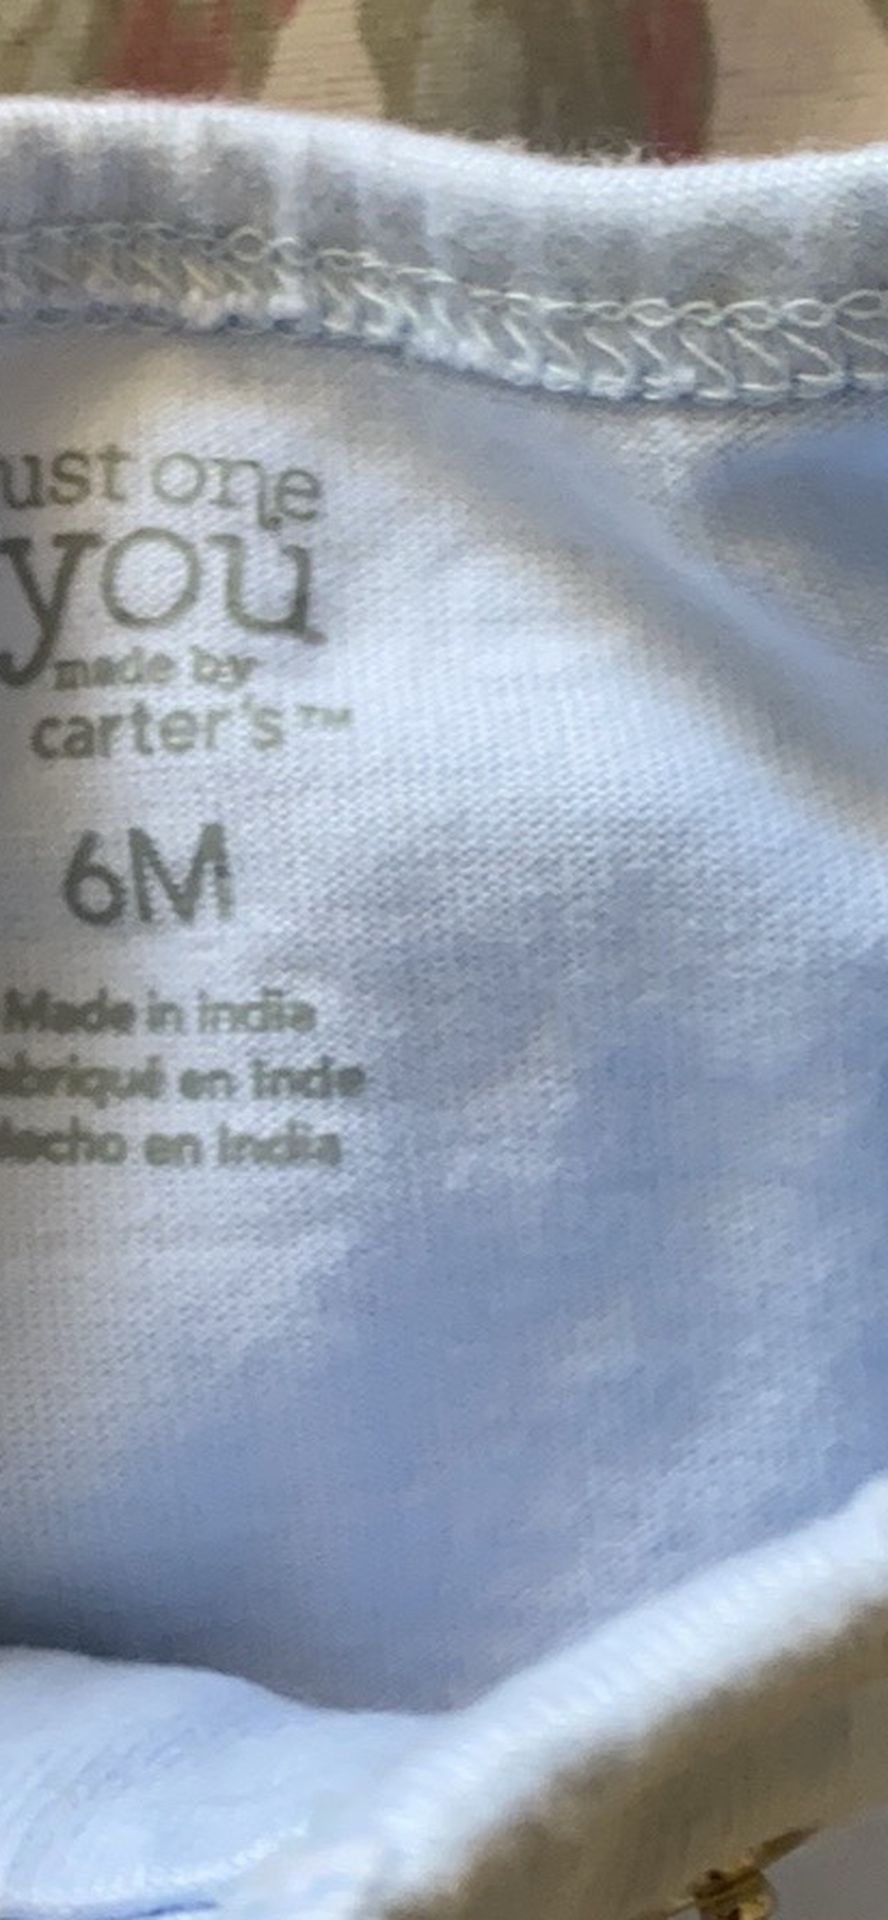 ust one
you
made by
carter's™
6M
Made in India
abriqué en Inde
Hecho en India